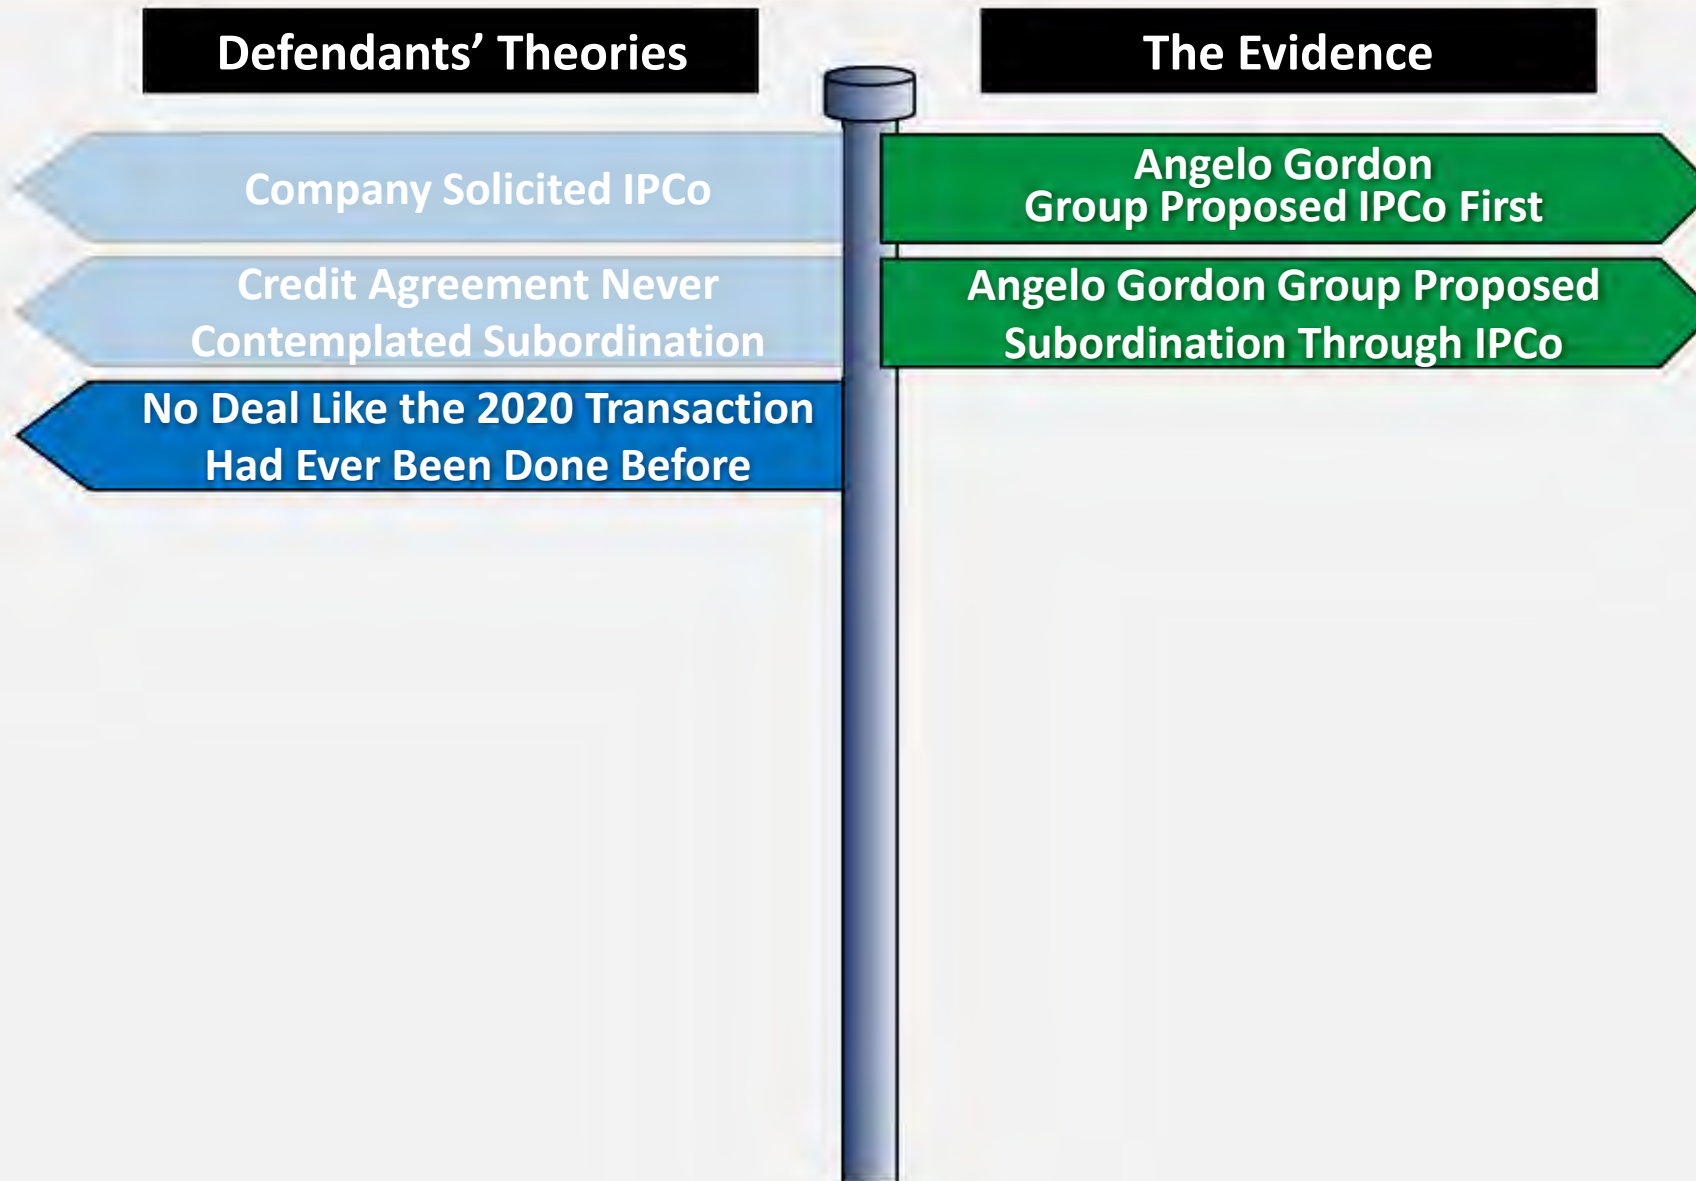 Defendants’ Theories
The Evidence
Company Solicited IPCo
Angelo Gordon
Group Proposed IPCo First
Credit Agreement Never
Contemplated Subordination
Angelo Gordon Group Proposed
Subordination Through IPCo
No Deal Like the 2020 Transaction
Had Ever Been Done Before